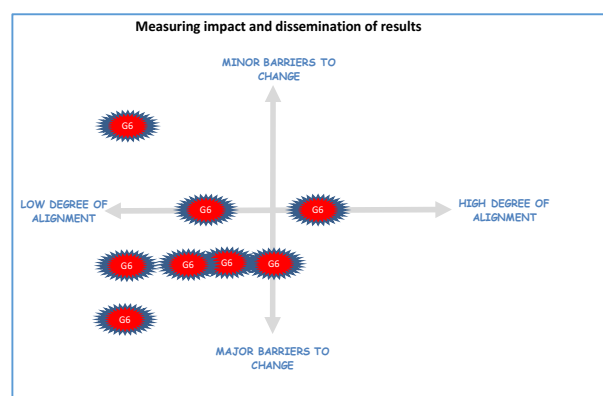 Measuring impact and dissemination of results
MINOR BARRIERS TO
CHANGE
G6
LOW DEGREE OF
ALIGNMENT
G6
G6
HIGH DEGREE OF
ALIGNMENT
G6
G6
G6
G6
G6
MAJOR BARRIERS TO
CHANGE